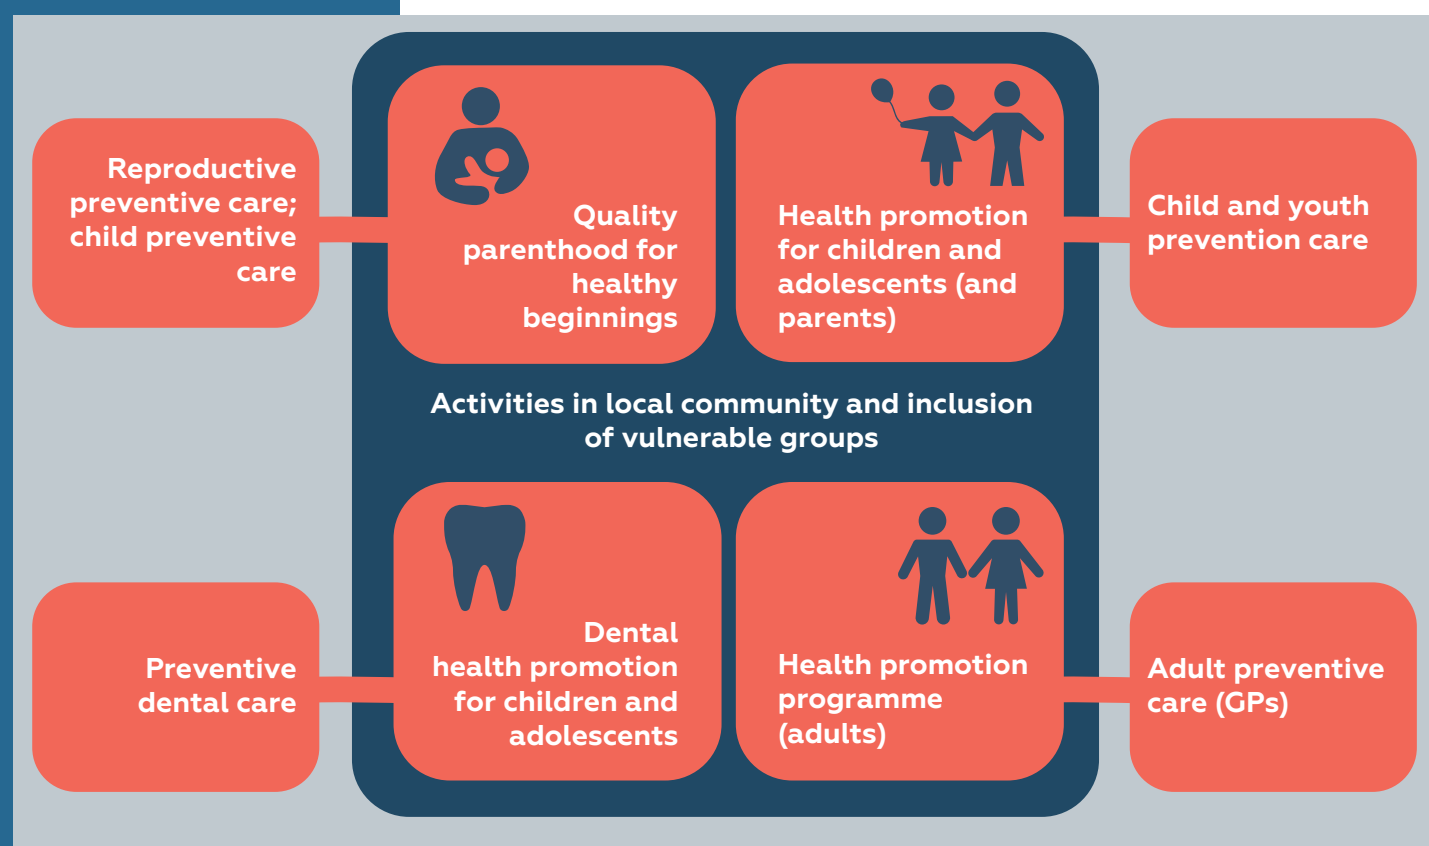 Reproductive
preventive care;
child preventive
care
Quality
parenthood for
healthy
beginnings
Health promotion
for children and
adolescents (and
parents)
Child and youth
prevention care
Activities in local community and inclusion
of vulnerable groups
Preventive
dental care
Dental
health promotion
for children and
adolescents
Health promotion
programme
(adults)
Adult preventive
care (GPs)